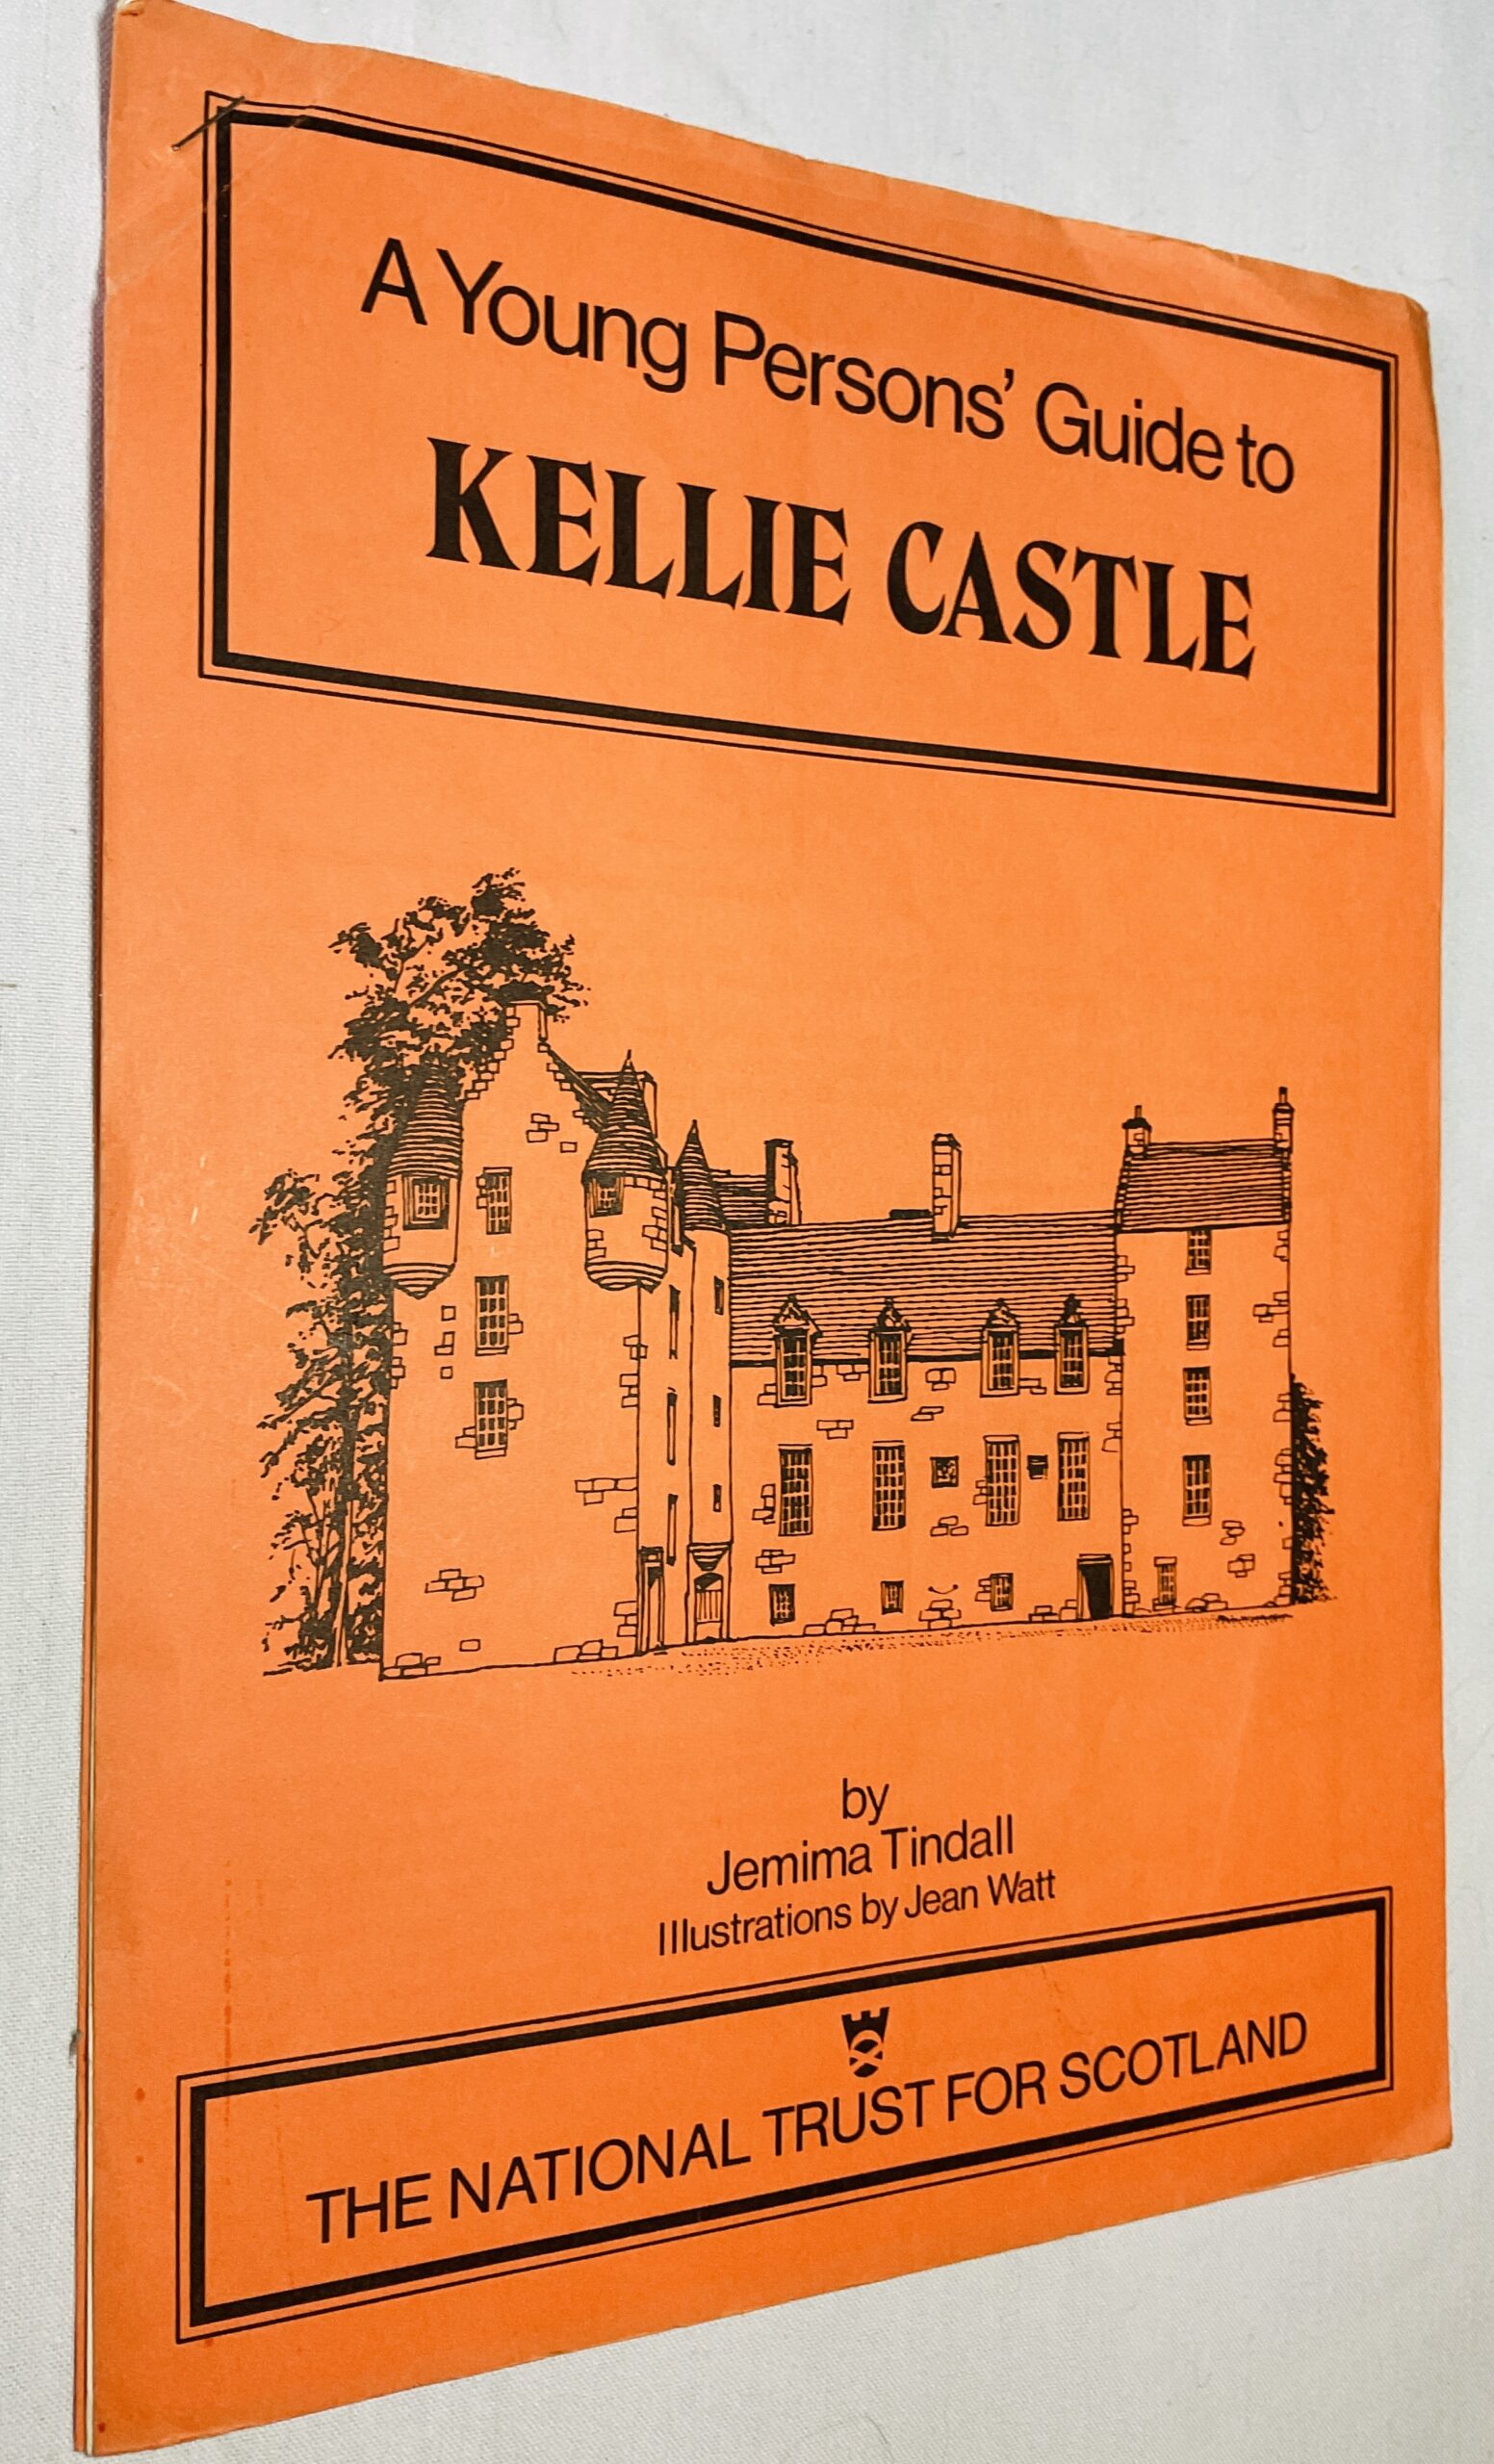 A Young Persons' Guide to
KELLIE CASTLE
by
Jemima Tindall
Illustrations by Jean Watt
THE NATIONAL TRUST FOR SCOTLAND